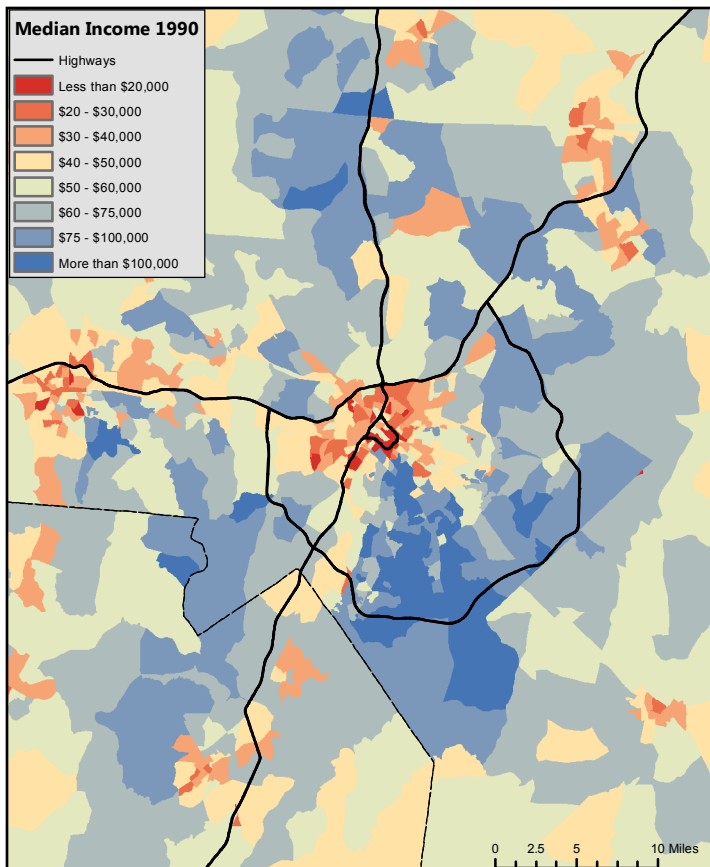 Median Income 1990
Highways
Less than $20,000
$20 - $30,000
$30 - $40,000
$40 - $50,000
$50 - $60,000
$60 - $75,000
$75 - $100,000
More than $100,000
0 2.5 5 10 Miles